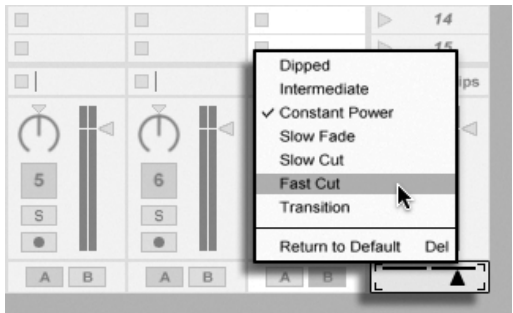 14
15
Dipped
Intermediate
ips
✓ Constant Power
Slow Fade
Slow Cut
5
6
Fast Cut
Transition
S
S
Return to Default Del
A B
A B
A B